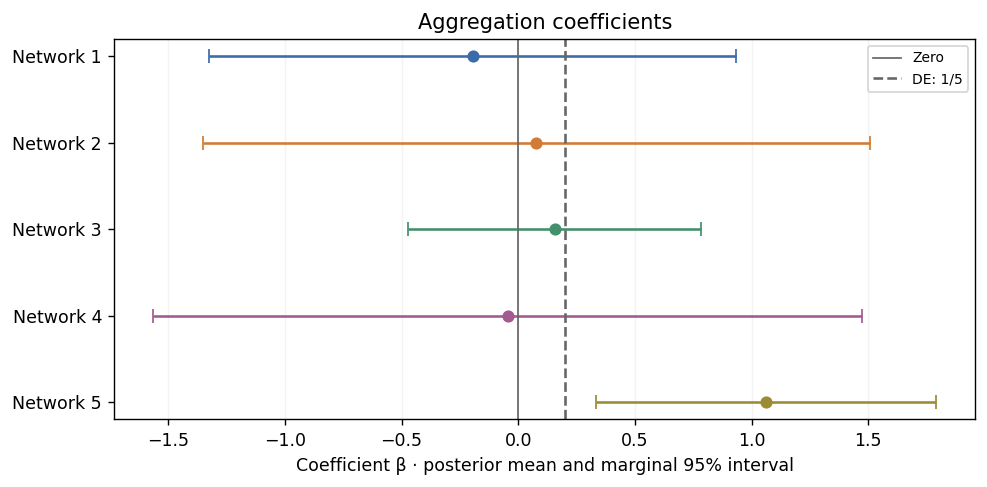 Aggregation coefficients
Network 1
Network 2
Network 3
Network 4
Network 5
Zero
DE: 1/5
−1.5 −1.0 −0.5 0.0 0.5 1.0 1.5
Coefficient β · posterior mean and marginal 95% interval